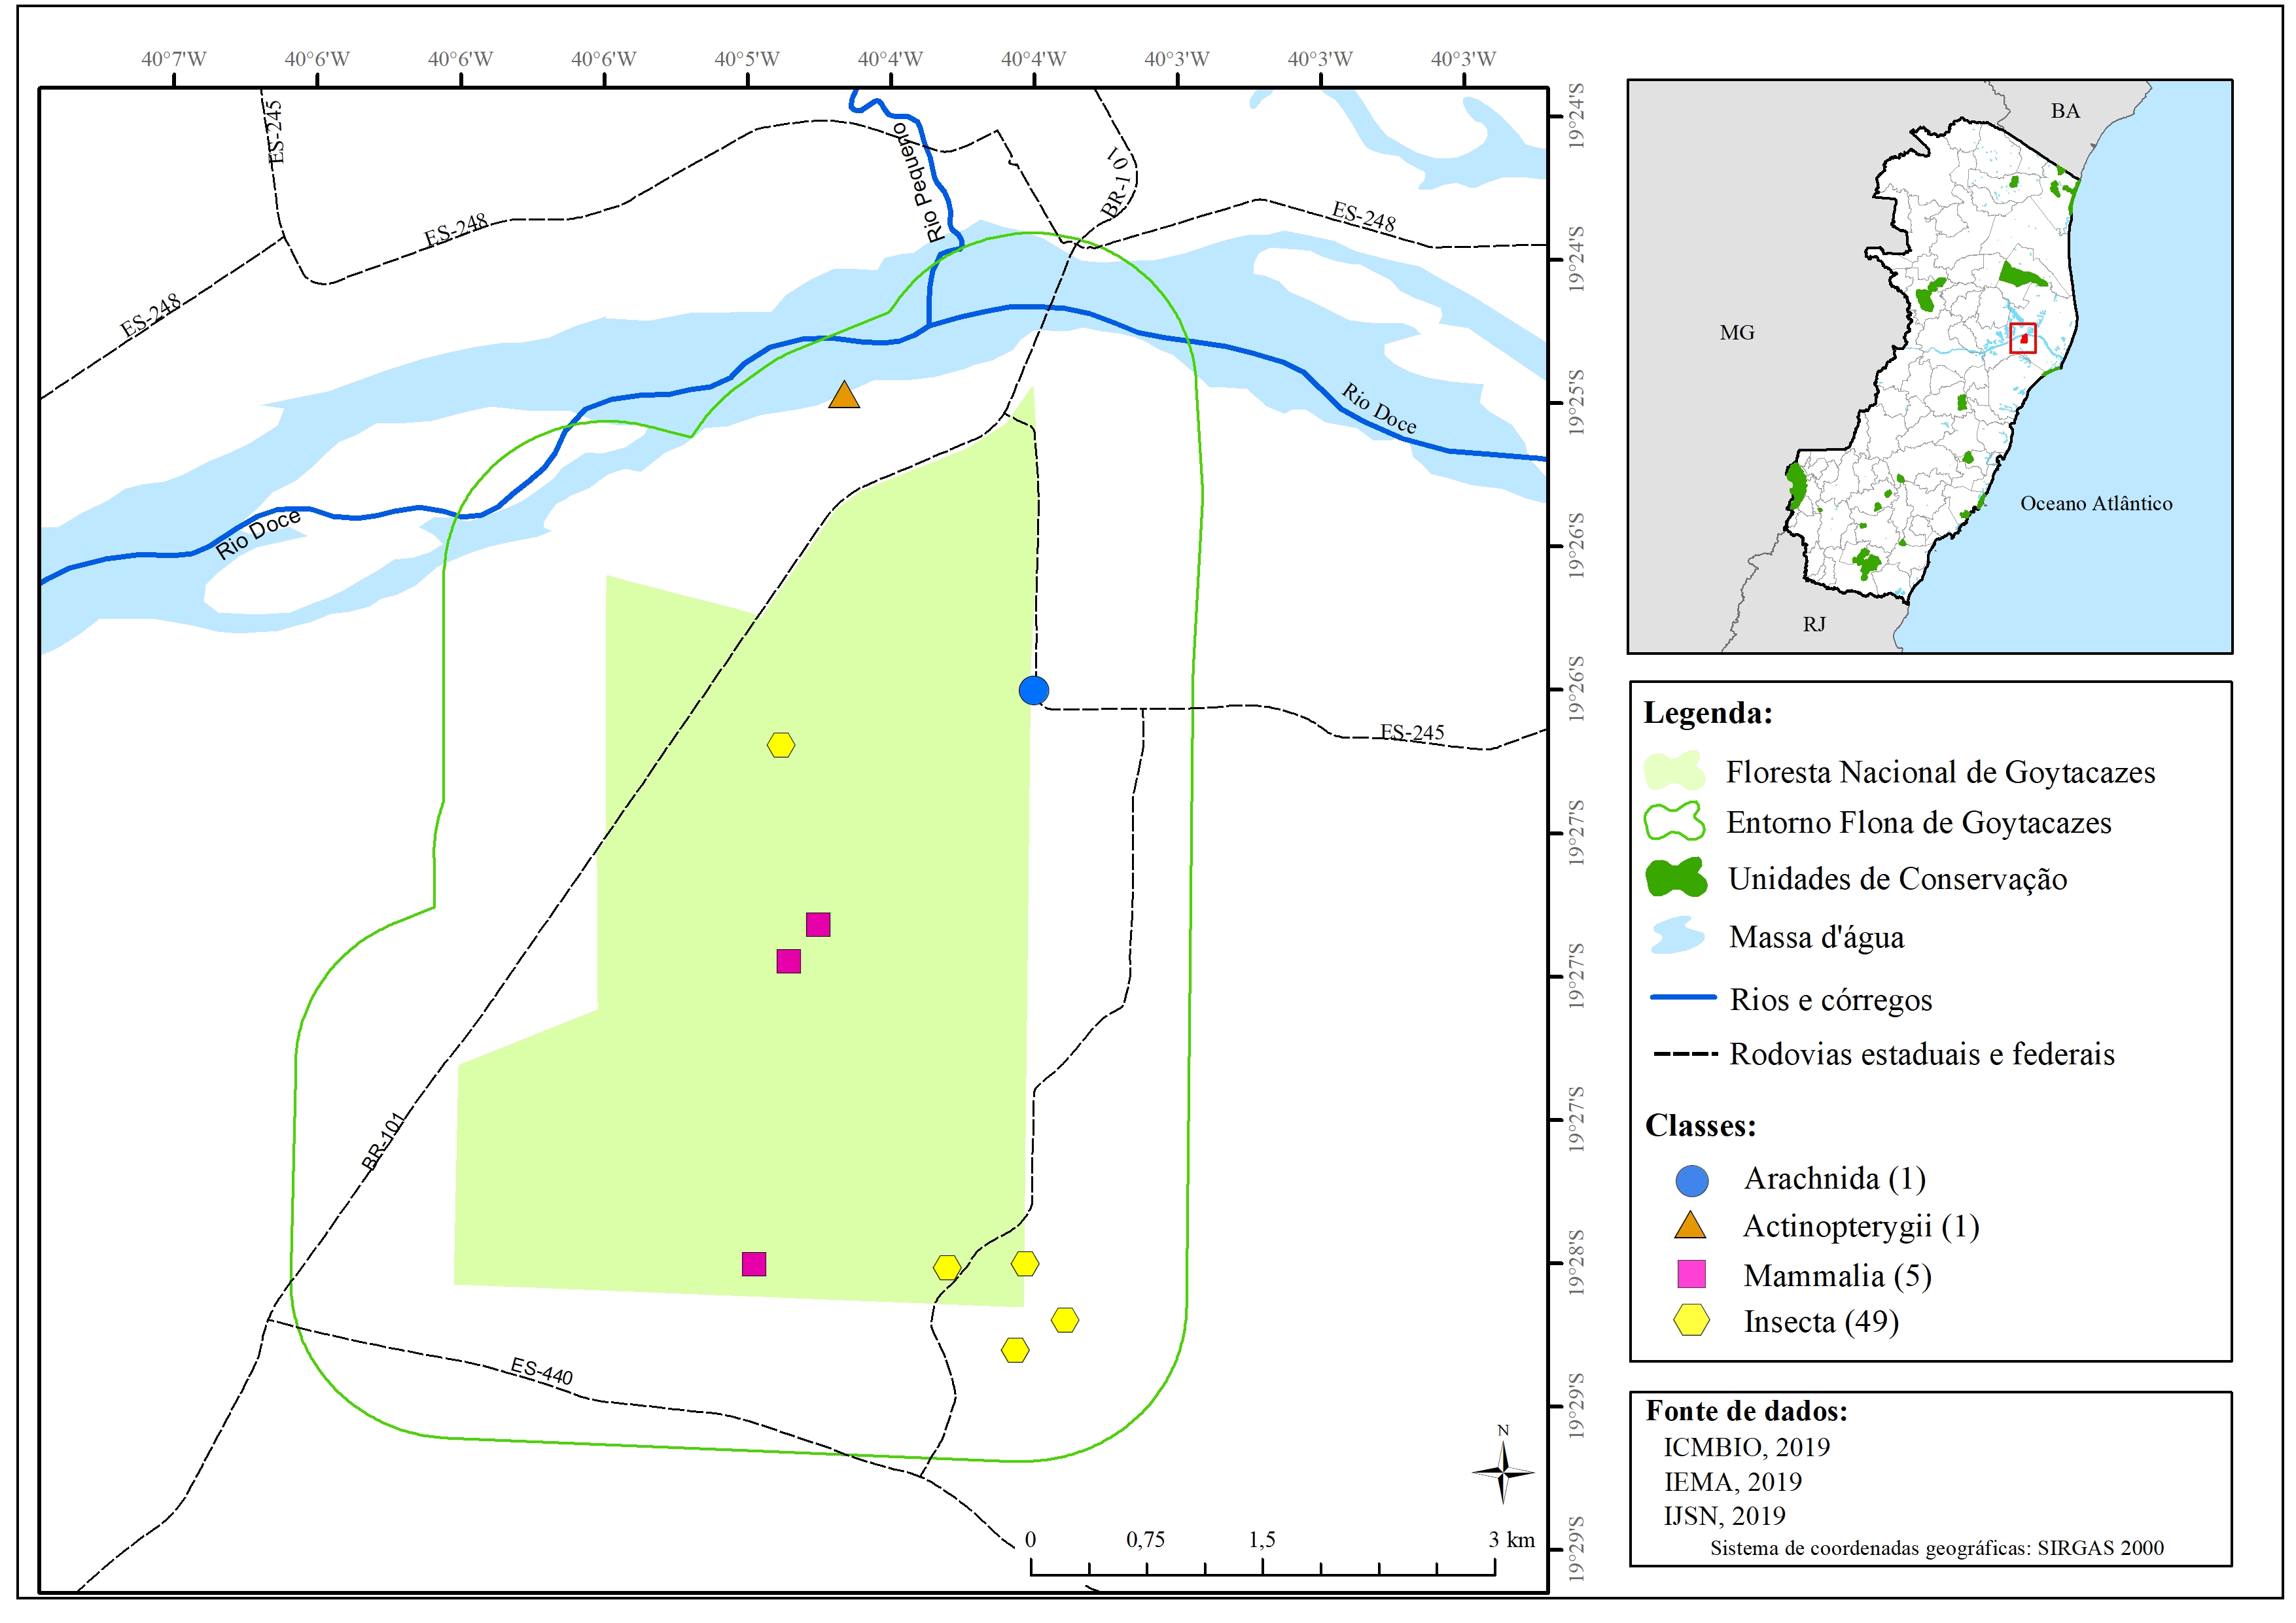 40°7'W 40°6'W 40°6'W 40°6'W 40°5'W 40°4'W 40°4'W 40°3'W 40°3'W 40°3'W
19°24'S
19°24'S
19°25'S
19°26'S
19°26'S
19°27'S
19°27'S
19°27'S
19°28'S
19°29'S
19°29'S
ES-245
Rio Pequeno
BR-101
ES-248
ES-248
ES-248
Rio Doce
Rio Doce
ES-245
BR-101
ES-440
N
0 0,75 1,5 3 km
BA
MG
Oceano Atlântico
RJ
Legenda:
Floresta Nacional de Goytacazes
Entorno Flona de Goytacazes
Unidades de Conservação
Massa d'água
Rios e córregos
Rodovias estaduais e federais
Classes:
Arachnida (1)
Actinopterygii (1)
Mammalia (5)
Insecta (49)
Fonte de dados:
ICMBIO, 2019
IEMA, 2019
IJSN, 2019
Sistema de coordenadas geográficas: SIRGAS 2000